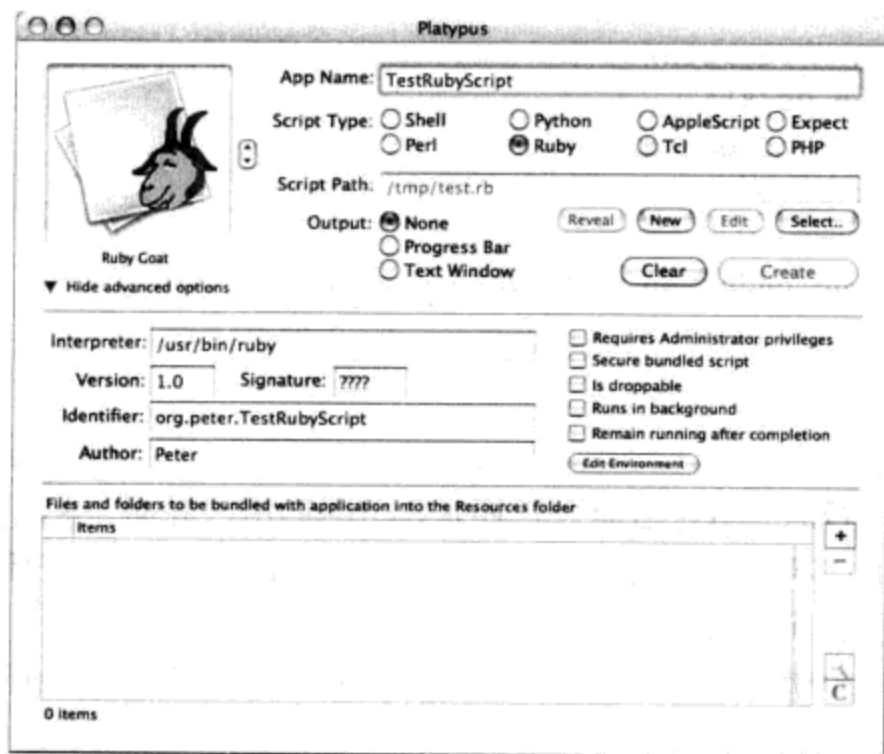 Platypus
App Name: TestRubyScript
Script Type: Shell Python AppleScript Expect
Perl Ruby Tcl PHP
Script Path: /tmp/test.rb
Output: None Reveal New Edit Select..
Progress Bar
Text Window Clear Create
Ruby Goat
Hide advanced options
Interpreter: /usr/bin/ruby
Version: 1.0 Signature: ????
Identifier: org.peter.TestRubyScript
Author: Peter
Requires Administrator privileges
Secure bundled script
Is droppable
Runs in background
Remain running after completion
Edit Environment
Files and folders to be bundled with application into the Resources folder
Items
+
-
C
0 items